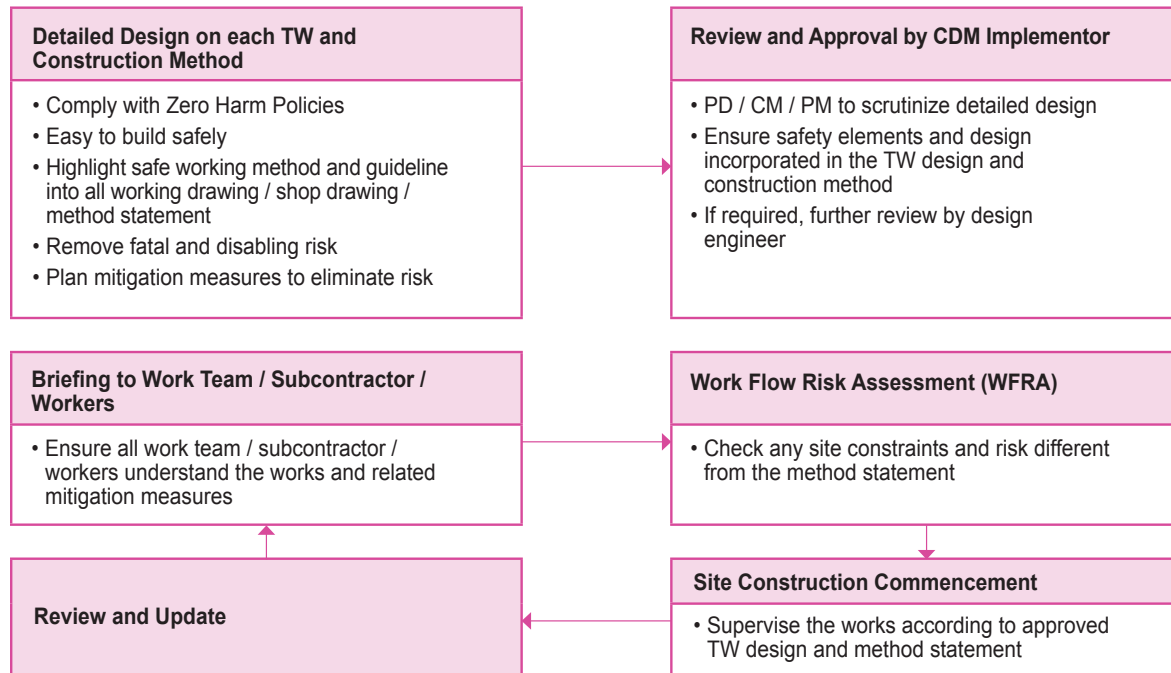 Detailed Design on each TW and
Construction Method
• Comply with Zero Harm Policies
• Easy to build safely
• Highlight safe working method and guideline
into all working drawing / shop drawing /
method statement
• Remove fatal and disabling risk
• Plan mitigation measures to eliminate risk
Review and Approval by CDM Implementor
• PD / CM / PM to scrutinize detailed design
• Ensure safety elements and design
incorporated in the TW design and
construction method
• If required, further review by design
engineer
Briefing to Work Team / Subcontractor /
Workers
• Ensure all work team / subcontractor /
workers understand the works and related
mitigation measures
Work Flow Risk Assessment (WFRA)
• Check any site constraints and risk different
from the method statement
Site Construction Commencement
• Supervise the works according to approved
TW design and method statement
Review and Update